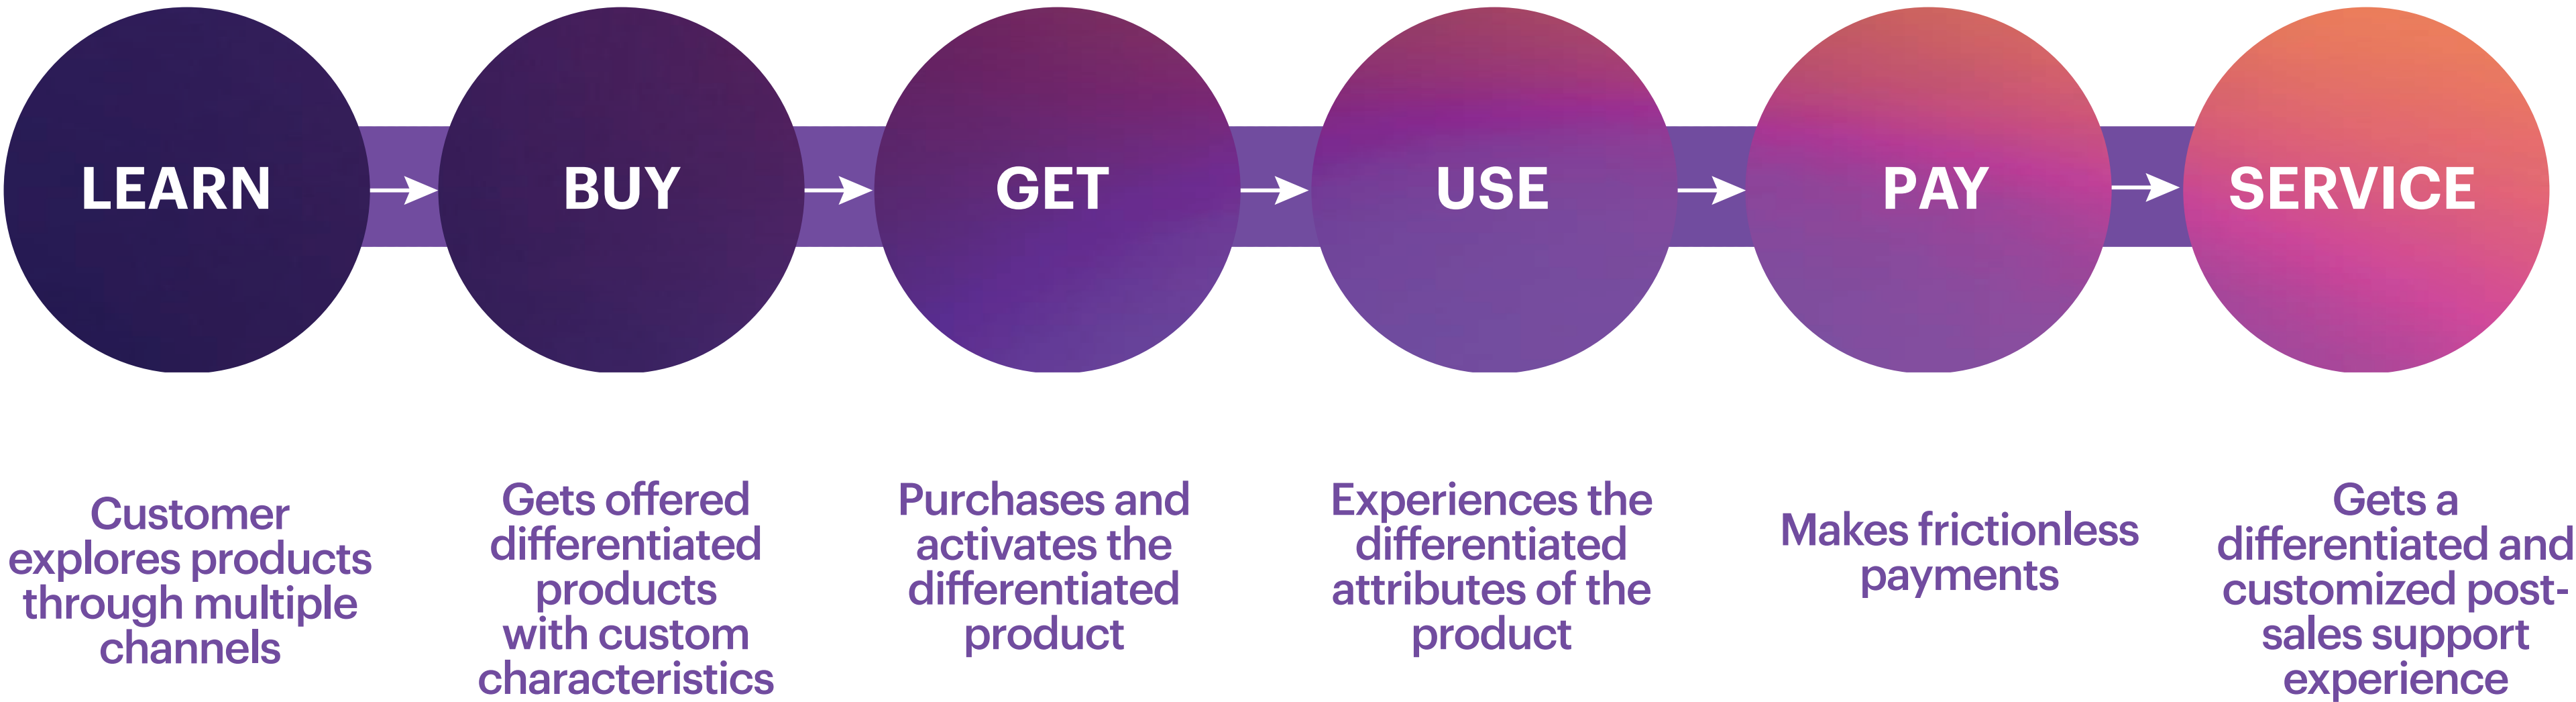 LEARN
BUY
GET
USE
PAY
SERVICE
Customer
explores products
through multiple
channels
Gets offered
differentiated
products
with custom
characteristics
Purchases and
activates the
differentiated
product
Experiences the
differentiated
attributes of the
product
Makes frictionless
payments
Gets a
differentiated and
customized post-
sales support
experience